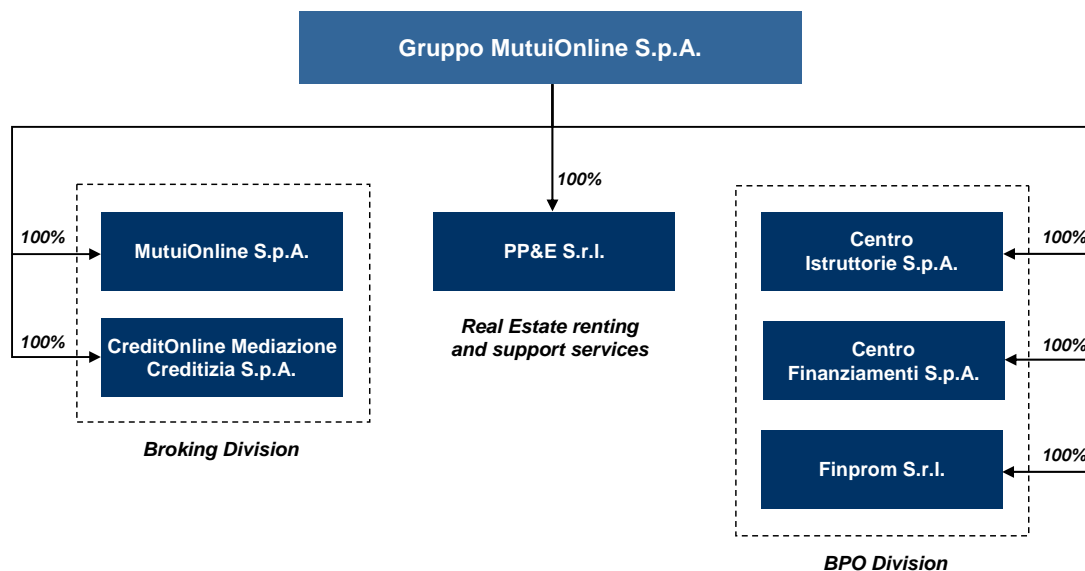 Gruppo MutuiOnline S.p.A.
100%
100%
MutuiOnline S.p.A.
100%
CreditOnline Mediazione
Creditizia S.p.A.
Broking Division
PP&E S.r.l.
Real Estate renting
and support services
Centro
Istruttorie S.p.A.
100%
Centro
Finanziamenti S.p.A.
100%
Finprom S.r.l.
100%
BPO Division